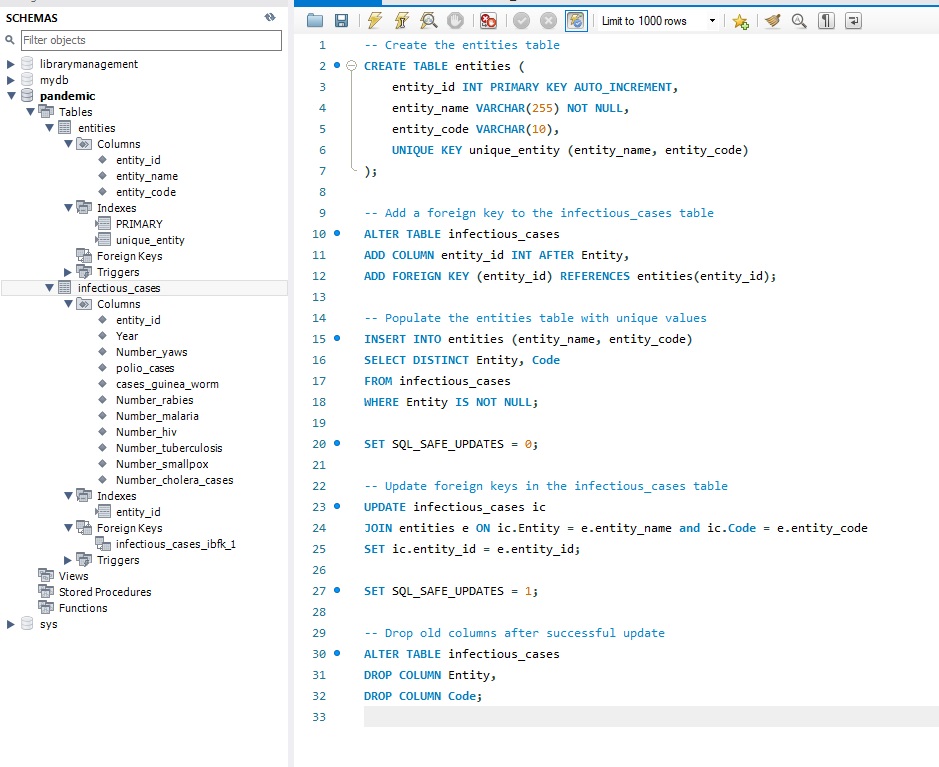 SCHEMAS
Filter objects
librarymanagement
mydb
pandemic
Tables
entities
Columns
entity_id
entity_name
entity_code
Indexes
PRIMARY
unique_entity
Foreign Keys
Triggers
infectious_cases
Columns
entity_id
Year
Number_yaws
polio_cases
cases_guinea_worm
Number_rabies
Number_malaria
Number_hiv
Number_tuberculosis
Number_smallpox
Number_cholera_cases
Indexes
entity_id
Foreign Keys
infectious_cases_ibfk_1
Triggers
Views
Stored Procedures
Functions
sys
Limit to 1000 rows
1 -- Create the entities table
2 CREATE TABLE entities (
3 entity_id INT PRIMARY KEY AUTO_INCREMENT,
4 entity_name VARCHAR(255) NOT NULL,
5 entity_code VARCHAR(10),
6 UNIQUE KEY unique_entity (entity_name, entity_code)
7 );
8
9 -- Add a foreign key to the infectious_cases table
10 ALTER TABLE infectious_cases
11 ADD COLUMN entity_id INT AFTER Entity,
12 ADD FOREIGN KEY (entity_id) REFERENCES entities(entity_id);
13
14 -- Populate the entities table with unique values
15 INSERT INTO entities (entity_name, entity_code)
16 SELECT DISTINCT Entity, Code
17 FROM infectious_cases
18 WHERE Entity IS NOT NULL;
19
20 SET SQL_SAFE_UPDATES = 0;
21
22 -- Update foreign keys in the infectious_cases table
23 UPDATE infectious_cases ic
24 JOIN entities e ON ic.Entity = e.entity_name and ic.Code = e.entity_code
25 SET ic.entity_id = e.entity_id;
26
27 SET SQL_SAFE_UPDATES = 1;
28
29 -- Drop old columns after successful update
30 ALTER TABLE infectious_cases
31 DROP COLUMN Entity,
32 DROP COLUMN Code;
33